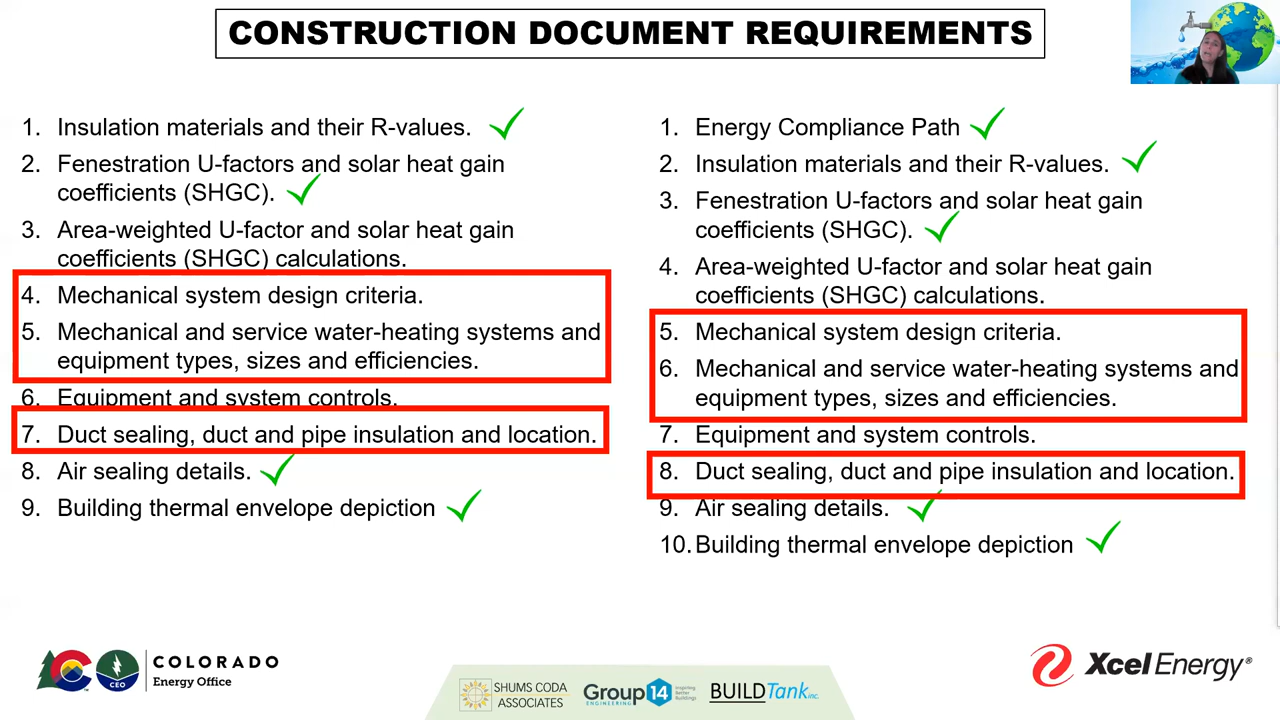 CONSTRUCTION DOCUMENT REQUIREMENTS
1. Insulation materials and their R-values.
2. Fenestration U-factors and solar heat gain
coefficients (SHGC).
3. Area-weighted U-factor and solar heat gain
coefficients (SHGC) calculations.
4. Mechanical system design criteria.
5. Mechanical and service water-heating systems and
equipment types, sizes and efficiencies.
6. Equipment and system controls.
7. Duct sealing, duct and pipe insulation and location.
8. Air sealing details.
9. Building thermal envelope depiction
1. Energy Compliance Path
2. Insulation materials and their R-values.
3. Fenestration U-factors and solar heat gain
coefficients (SHGC).
4. Area-weighted U-factor and solar heat gain
coefficients (SHGC) calculations.
5. Mechanical system design criteria.
6. Mechanical and service water-heating systems and
equipment types, sizes and efficiencies.
7. Equipment and system controls.
8. Duct sealing, duct and pipe insulation and location.
9. Air sealing details.
10. Building thermal envelope depiction
CEO
COLORADO
Energy Office
SHUMS CODA
ASSOCIATES
Group14
ENGINEERING
Inspiring
Better
Buildings
BUILDTank inc.
XcelEnergy®